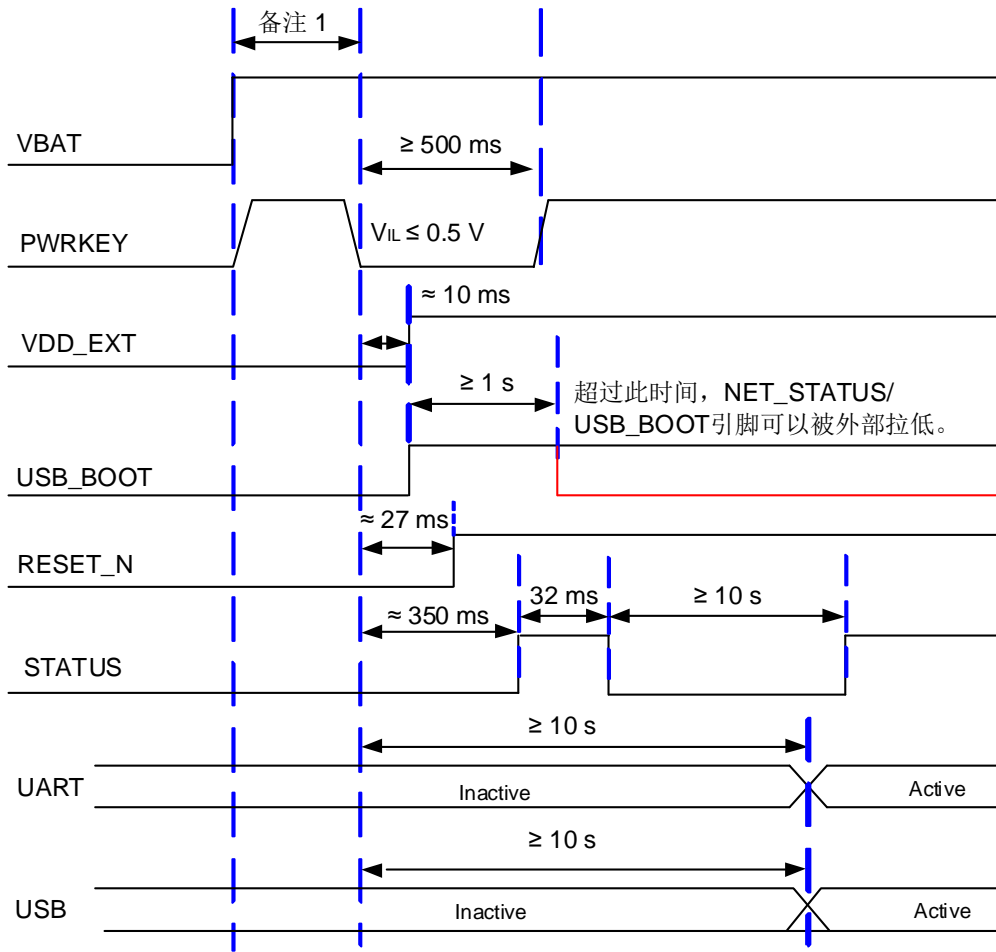 备注 1
VBAT
≥ 500 ms
PWRKEY
VIL ≤ 0.5 V
≈ 10 ms
VDD_EXT
≥ 1 s
超过此时间，NET_STATUS/
USB_BOOT引脚可以被外部拉低。
USB_BOOT
≈ 27 ms
RESET_N
32 ms
≥ 10 s
≈ 350 ms
STATUS
≥ 10 s
UART
Inactive
Active
≥ 10 s
USB
Inactive
Active